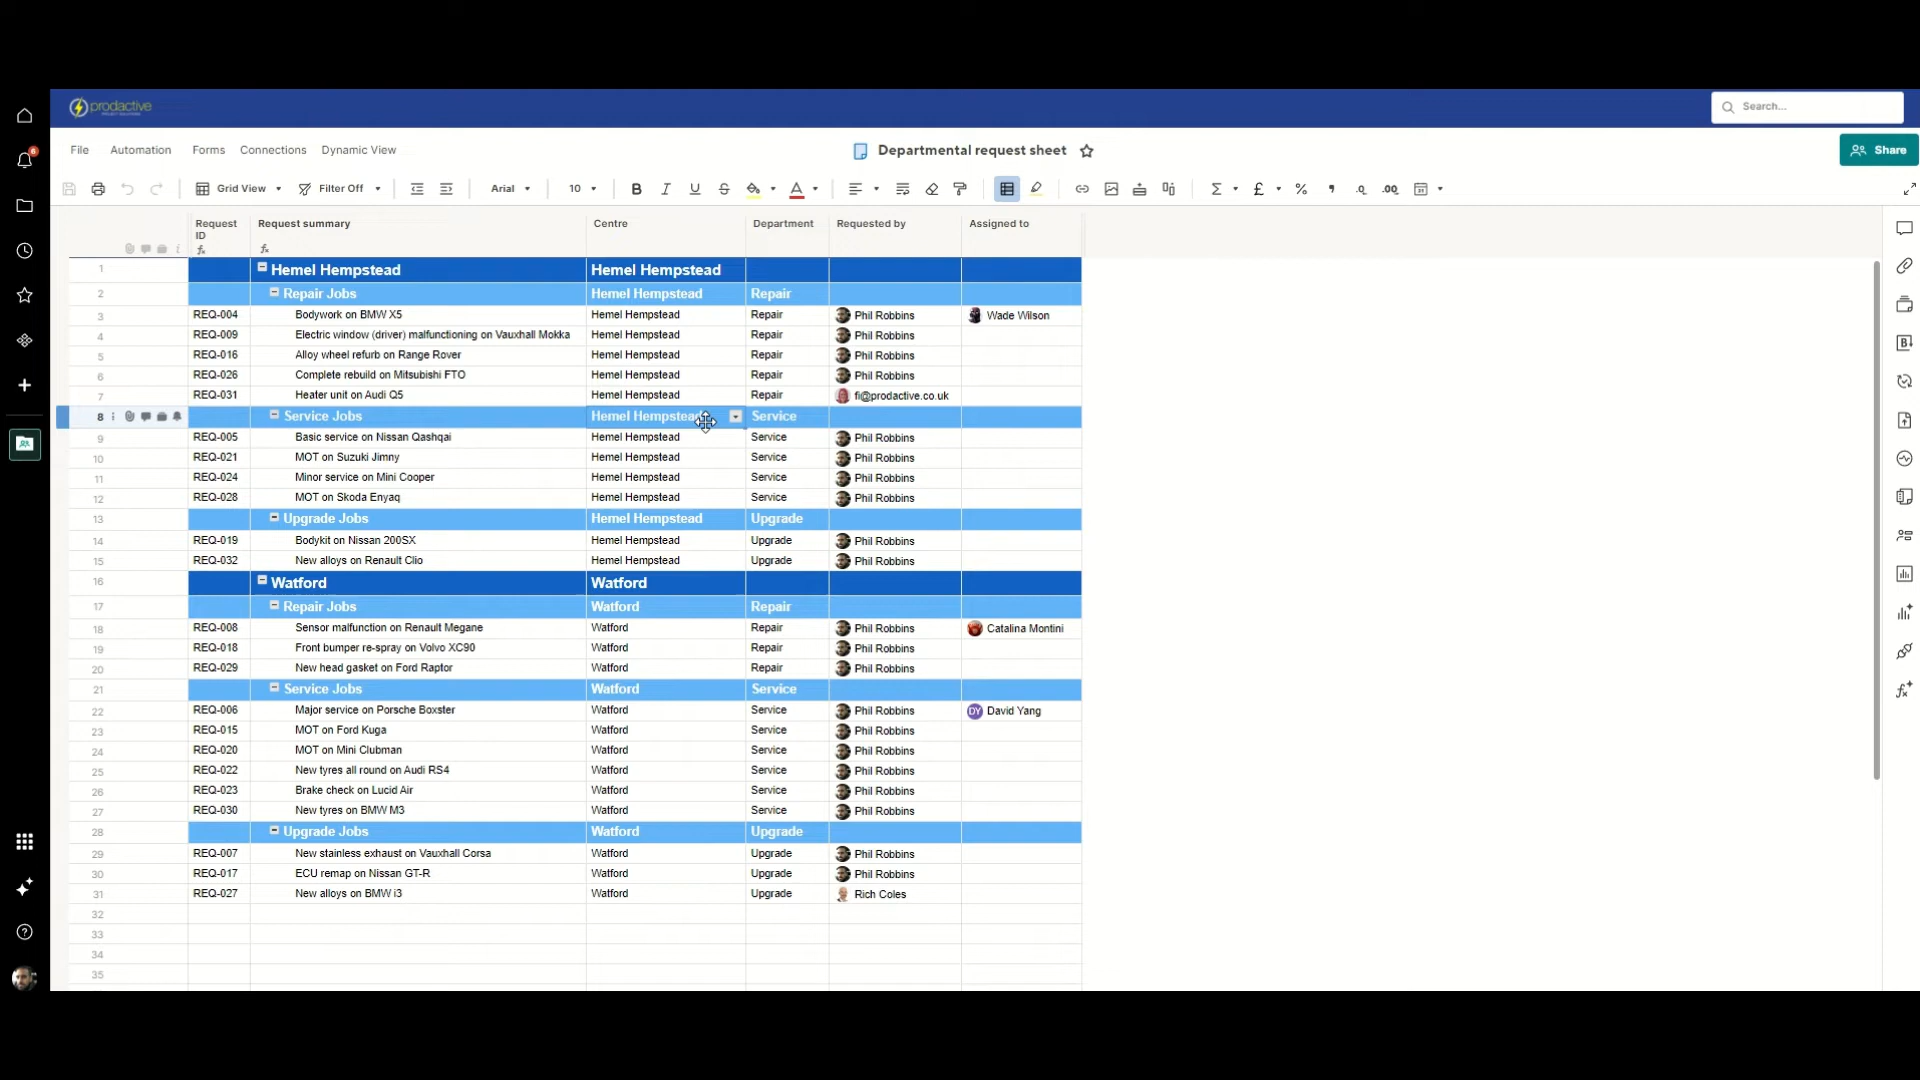 prodactive
Search...
File Automation Forms Connections Dynamic View
Departmental request sheet
Share
Grid View Filter Off Arial 10 B I U S A Σ £ % .0 .00
Request ID Request summary Centre Department Requested by Assigned to
1 Hemel Hempstead Hemel Hempstead
2 Repair Jobs Hemel Hempstead Repair
3 REQ-004 Bodywork on BMW X5 Hemel Hempstead Repair Phil Robbins Wade Wilson
4 REQ-009 Electric window (driver) malfunctioning on Vauxhall Mokka Hemel Hempstead Repair Phil Robbins
5 REQ-016 Alloy wheel refurb on Range Rover Hemel Hempstead Repair Phil Robbins
6 REQ-026 Complete rebuild on Mitsubishi FTO Hemel Hempstead Repair Phil Robbins
7 REQ-031 Heater unit on Audi Q5 Hemel Hempstead Repair fi@prodactive.co.uk
8 Service Jobs Hemel Hempstead Service
9 REQ-005 Basic service on Nissan Qashqai Hemel Hempstead Service Phil Robbins
10 REQ-021 MOT on Suzuki Jimny Hemel Hempstead Service Phil Robbins
11 REQ-024 Minor service on Mini Cooper Hemel Hempstead Service Phil Robbins
12 REQ-028 MOT on Skoda Enyaq Hemel Hempstead Service Phil Robbins
13 Upgrade Jobs Hemel Hempstead Upgrade
14 REQ-019 Bodykit on Nissan 200SX Hemel Hempstead Upgrade Phil Robbins
15 REQ-032 New alloys on Renault Clio Hemel Hempstead Upgrade Phil Robbins
16 Watford Watford
17 Repair Jobs Watford Repair
18 REQ-008 Sensor malfunction on Renault Megane Watford Repair Phil Robbins Catalina Montini
19 REQ-018 Front bumper re-spray on Volvo XC90 Watford Repair Phil Robbins
20 REQ-029 New head gasket on Ford Raptor Watford Repair Phil Robbins
21 Service Jobs Watford Service
22 REQ-006 Major service on Porsche Boxster Watford Service Phil Robbins DY David Yang
23 REQ-015 MOT on Ford Kuga Watford Service Phil Robbins
24 REQ-020 MOT on Mini Clubman Watford Service Phil Robbins
25 REQ-022 New tyres all round on Audi RS4 Watford Service Phil Robbins
26 REQ-023 Brake check on Lucid Air Watford Service Phil Robbins
27 REQ-030 New tyres on BMW M3 Watford Service Phil Robbins
28 Upgrade Jobs Watford Upgrade
29 REQ-007 New stainless exhaust on Vauxhall Corsa Watford Upgrade Phil Robbins
30 REQ-017 ECU remap on Nissan GT-R Watford Upgrade Phil Robbins
31 REQ-027 New alloys on BMW i3 Watford Upgrade Rich Coles
32
33
34
35